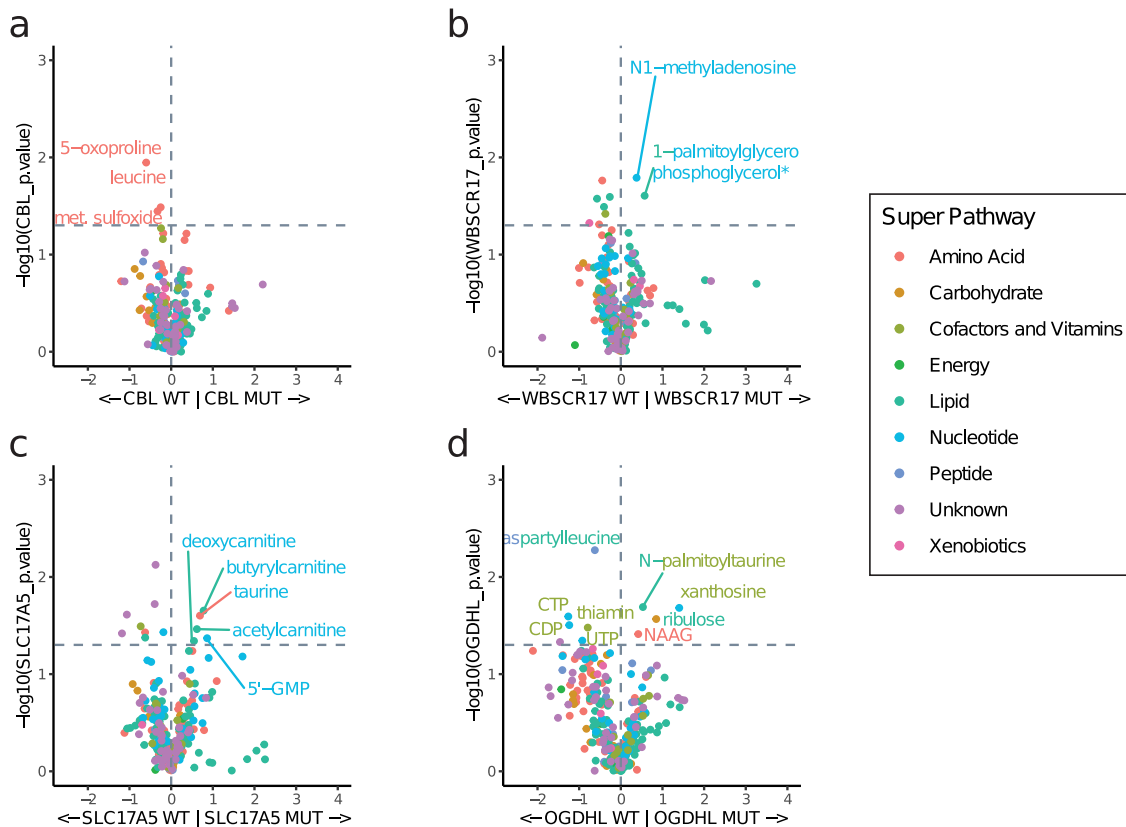 a
−log10(CBL_p.value)
3
2
1
0
5−oxoproline
leucine
met. sulfoxide
−2 −1 0 1 2 3 4
<−CBL WT | CBL MUT −>
b
−log10(WBSCR17_p.value)
3
2
1
0
N1−methyladenosine
1−palmitoylglycero
phosphoglycerol*
−2 −1 0 1 2 3 4
<−WBSCR17 WT | WBSCR17 MUT −>
c
−log10(SLC17A5_p.value)
3
2
1
0
deoxycarnitine
butyrylcarnitine
taurine
acetylcarnitine
5'−GMP
−2 −1 0 1 2 3 4
<−SLC17A5 WT | SLC17A5 MUT −>
d
−log10(OGDHL_p.value)
3
2
1
0
aspartylleucine
N−palmitoyltaurine
xanthosine
CTP
thiamin
ribulose
CDP
UTP
NAAG
−2 −1 0 1 2 3 4
<−OGDHL WT | OGDHL MUT −>
Super Pathway
Amino Acid
Carbohydrate
Cofactors and Vitamins
Energy
Lipid
Nucleotide
Peptide
Unknown
Xenobiotics